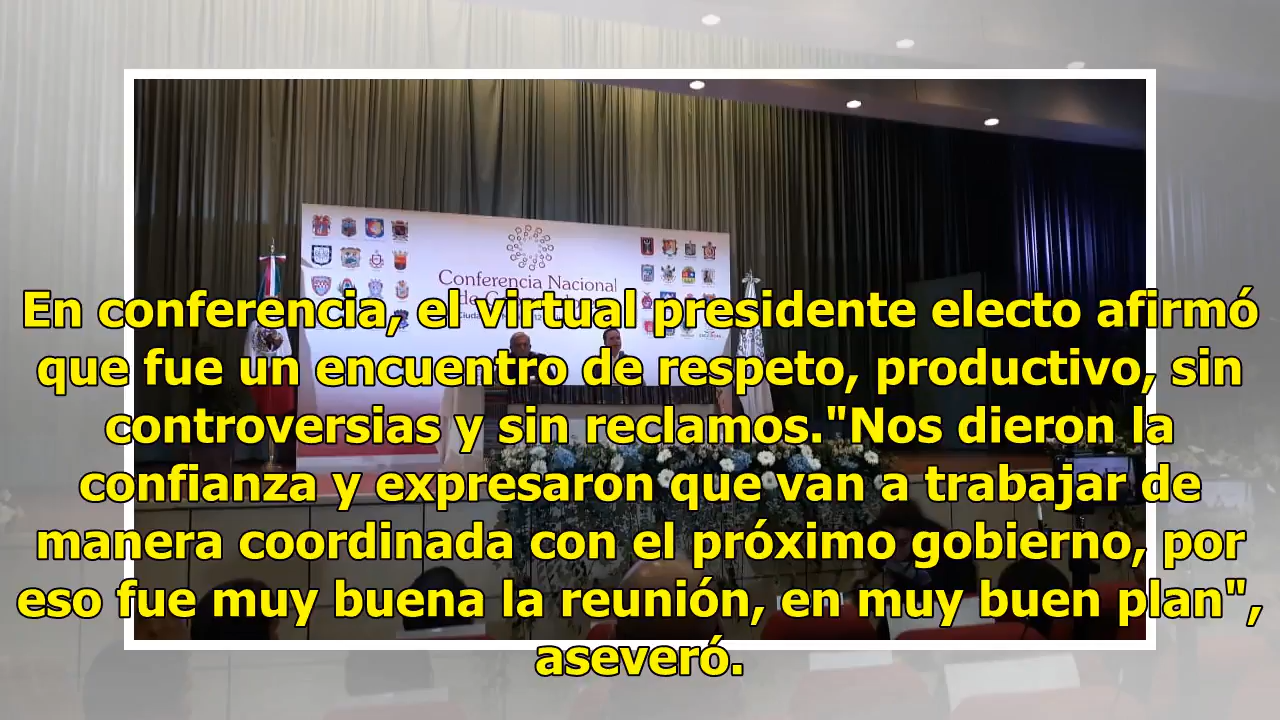 Conferencia Nacional
En conferencia, el virtual presidente electo afirmó
que fue un encuentro de respeto, productivo, sin
controversias y sin reclamos."Nos dieron la
confianza y expresaron que van a trabajar de
manera coordinada con el próximo gobierno, por
eso fue muy buena la reunión, en muy buen plan",
aseveró.